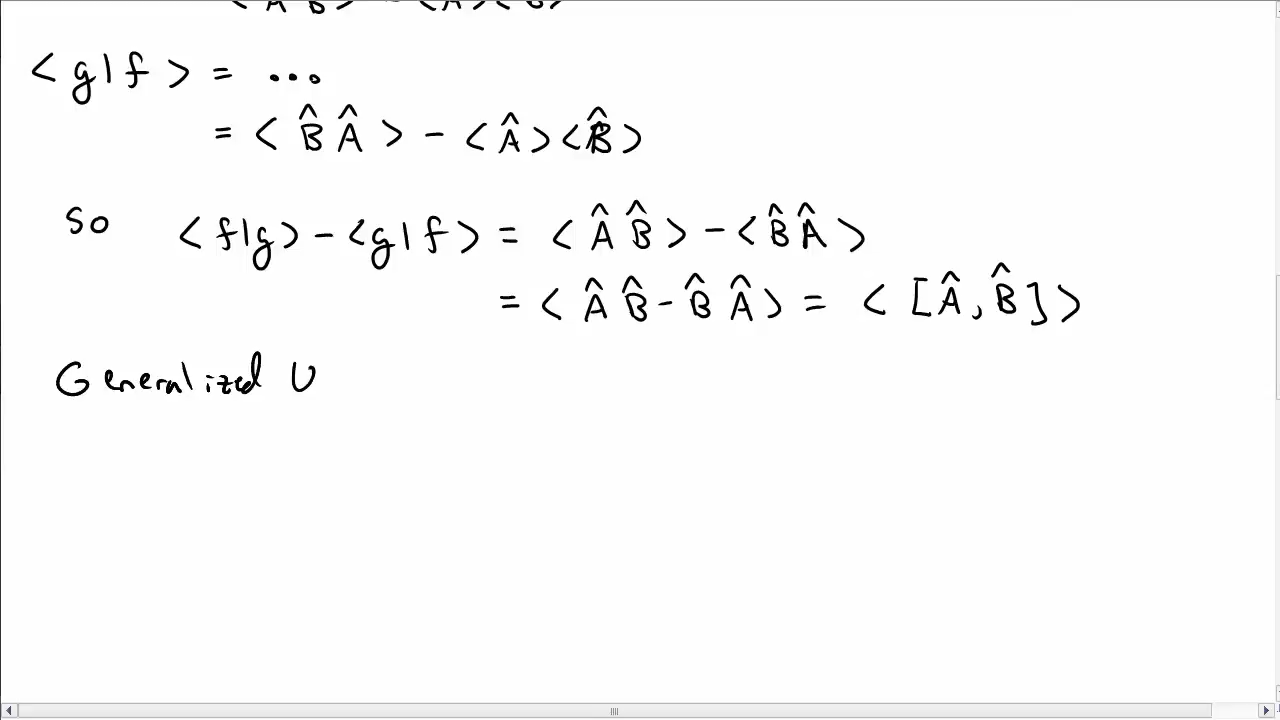 <g|f> = ...
= <B̂Â> - <Â><B̂>
So <f|g> - <g|f> = <ÂB̂> - <B̂Â>
= <ÂB̂ - B̂Â> = <[Â, B̂]>
Generalized U